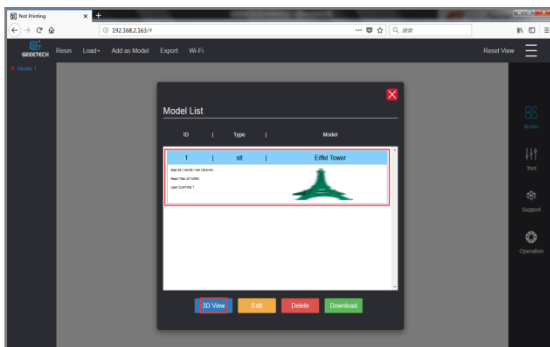 Not Printing
192.168.2.163/#
GEEETECH Resin Load Add as Model Export Wi-Fi Reset View
Model 1
Model List
ID | Type | Model
1 | stl | Eiffel Tower
3D View Edit Delete Download
Model
Tool
Support
Operation